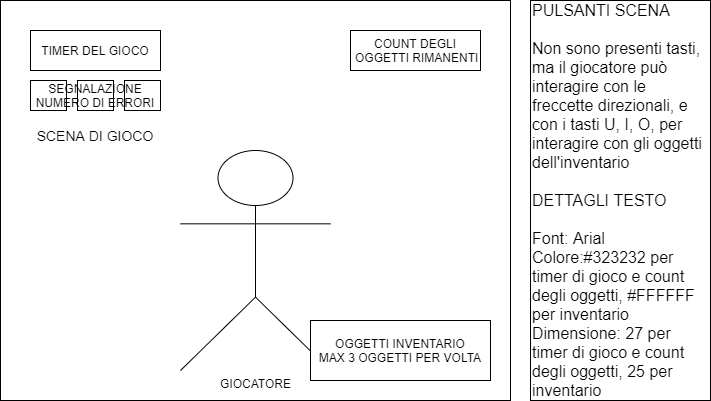 TIMER DEL GIOCO
COUNT DEGLI
OGGETTI RIMANENTI
SEGNALAZIONE
NUMERO DI ERRORI
SCENA DI GIOCO
OGGETTI INVENTARIO
MAX 3 OGGETTI PER VOLTA
GIOCATORE
PULSANTI SCENA
Non sono presenti tasti,
ma il giocatore può
interagire con le
freccette direzionali, e
con i tasti U, I, O, per
interagire con gli oggetti
dell'inventario
DETTAGLI TESTO
Font: Arial
Colore:#323232 per
timer di gioco e count
degli oggetti, #FFFFFF
per inventario
Dimensione: 27 per
timer di gioco e count
degli oggetti, 25 per
inventario